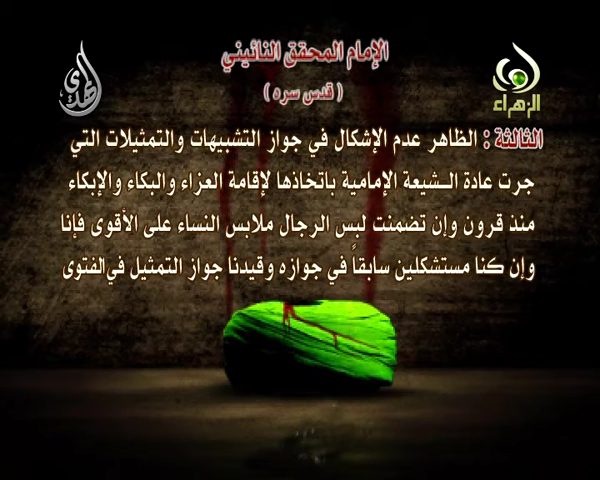 الإمام المحقق النائيني
( قدس سره )
الهدى
الزهراء
الثالثة : الظاهر عدم الإشكال في جواز التشبيهات والتمثيلات التي
جرت عادة الــشيعة الإمامية باتخاذها لإقامة العزاء والبكاء والإبكاء
منذ قرون وإن تضمنت لبس الرجال ملابس النساء على الأقوى فإنا
وإن كنا مستشكلين سابقاً في جوازه وقيدنا جواز التمثيل في الفتوى